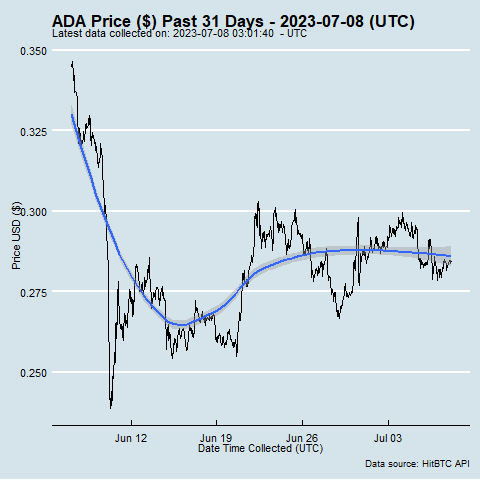 ADA Price ($) Past 31 Days - 2023-07-08 (UTC)
Latest data collected on: 2023-07-08 03:01:40 - UTC
0.350
0.325
0.300
0.275
0.250
Price USD ($)
Jun 12
Jun 19
Jun 26
Jul 03
Date Time Collected (UTC)
Data source: HitBTC API